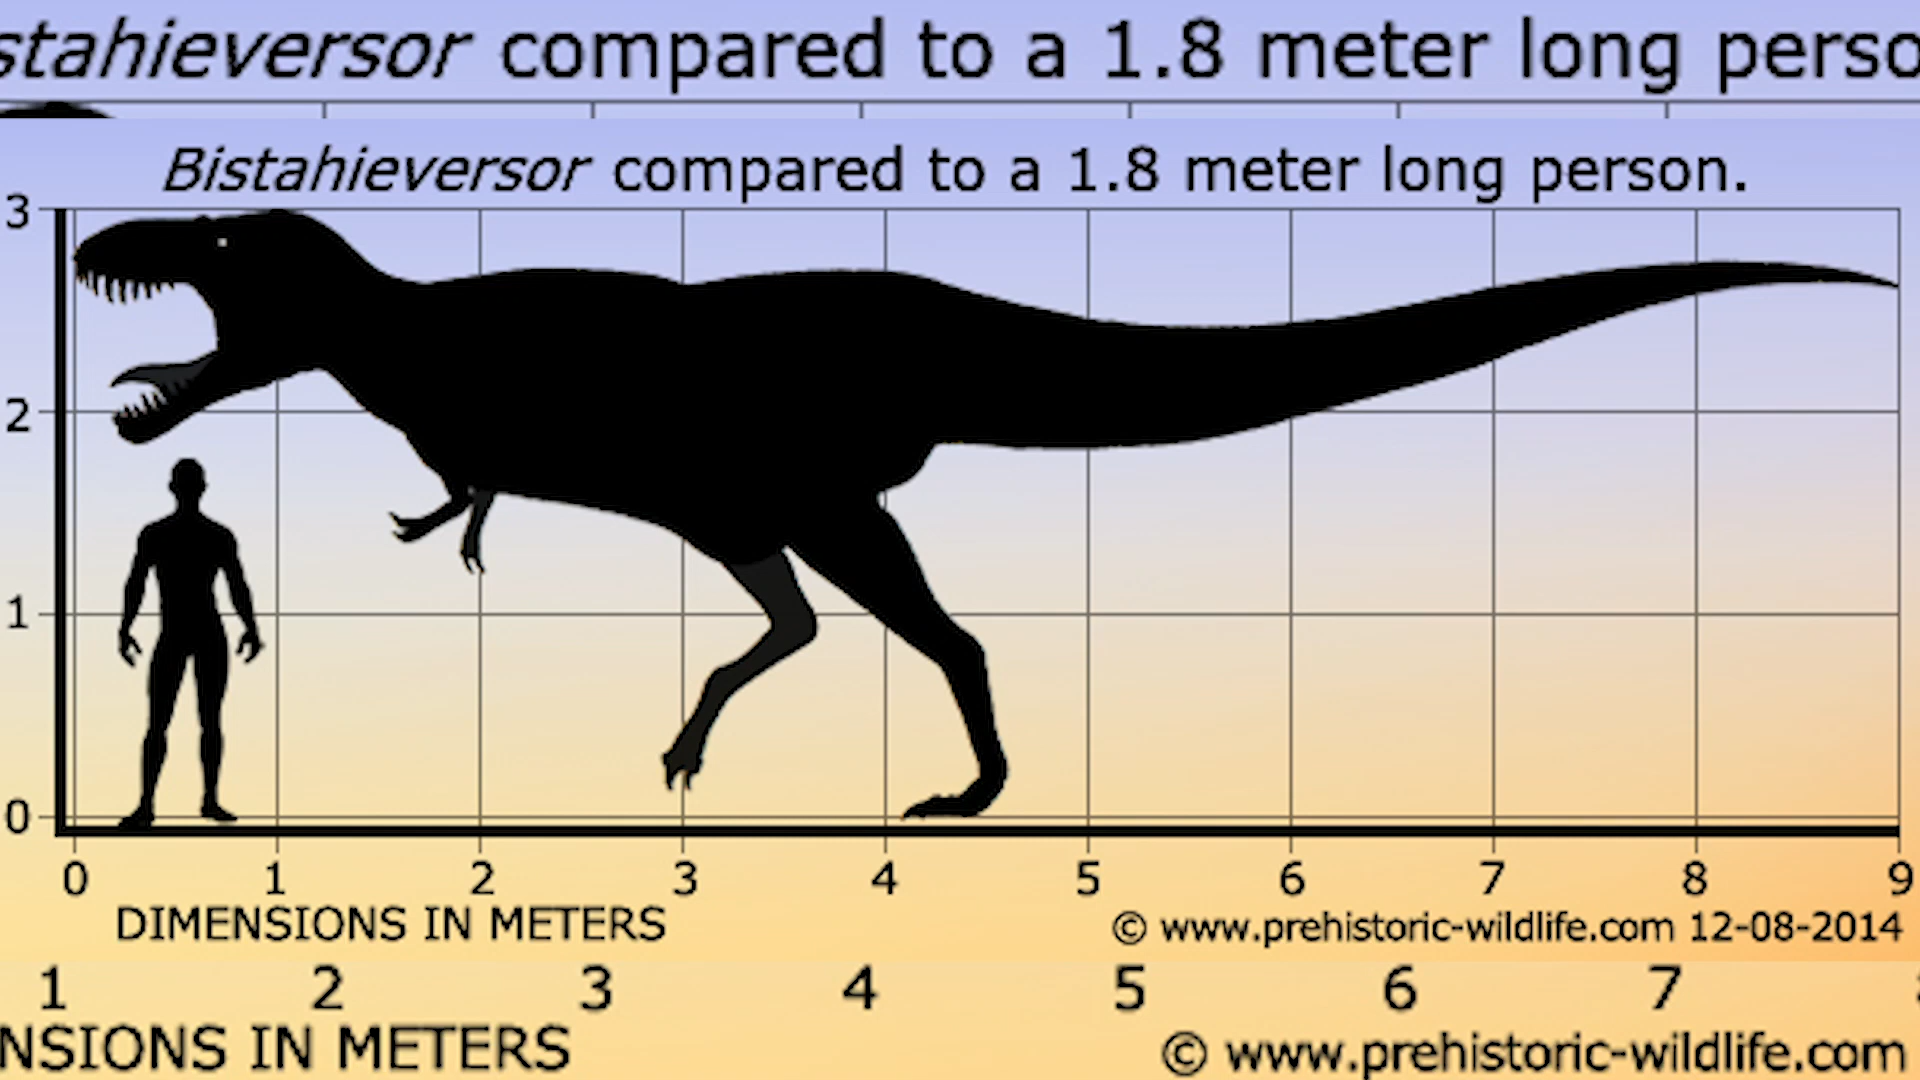 stahieversor compared to a 1.8 meter long perso
Bistahieversor compared to a 1.8 meter long person.
3
2
1
0
0 1 2 3 4 5 6 7 8 9
DIMENSIONS IN METERS © www.prehistoric-wildlife.com 12-08-2014
1 2 3 4 5 6 7
NSIONS IN METERS © www.prehistoric-wildlife.com